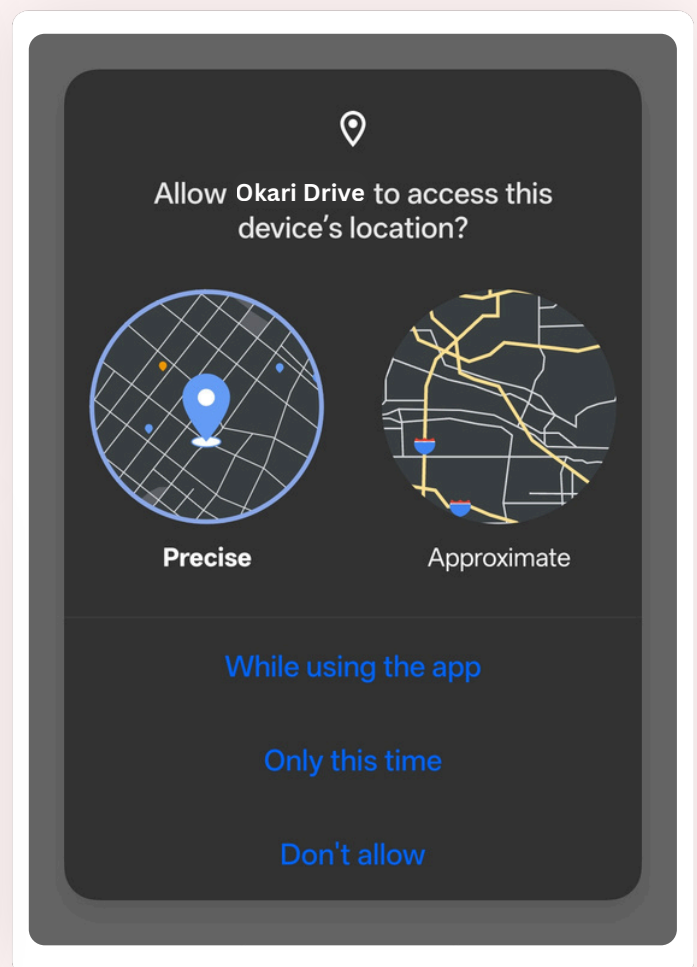 Allow Okari Drive to access this
device’s location?
Precise
Approximate
While using the app
Only this time
Don't allow